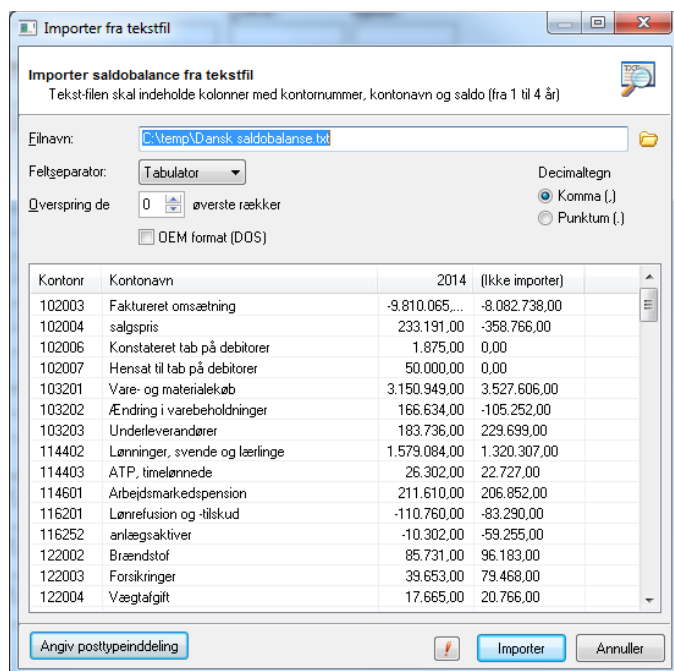 Importer fra tekstfil
Importer saldobalance fra tekstfil
Tekst-filen skal indeholde kolonner med kontornummer, kontonavn og saldo (fra 1 til 4 år)
TXT
Filnavn: C:\temp\Dansk saldobalanse.txt
Feltseparator: Tabulator Decimaltegn
Komma (,)
Overspring de 0 øverste rækker
Punktum (.)
OEM format (DOS)
Kontonr Kontonavn 2014 (Ikke importer)
102003 Faktureret omsætning -9.810.065,... -8.082.738,00
102004 salgspris 233.191,00 -358.766,00
102006 Konstateret tab på debitorer 1.875,00 0,00
102007 Hensat til tab på debitorer 50.000,00 0,00
103201 Vare- og materialekøb 3.150.949,00 3.527.606,00
103202 Ændring i varebeholdninger 166.634,00 -105.252,00
103203 Underleverandører 183.736,00 229.699,00
114402 Lønninger, svende og lærlinge 1.579.084,00 1.320.307,00
114403 ATP, timelønnede 26.302,00 22.727,00
114601 Arbejdsmarkedspension 211.610,00 206.852,00
116201 Lønrefusion og -tilskud -110.760,00 -83.290,00
116252 anlægsaktiver -10.302,00 -59.255,00
122002 Brændstof 85.731,00 96.183,00
122003 Forsikringer 39.653,00 79.468,00
122004 Vægtafgift 17.665,00 20.766,00
Angiv posttypeinddeling Importer Annuller